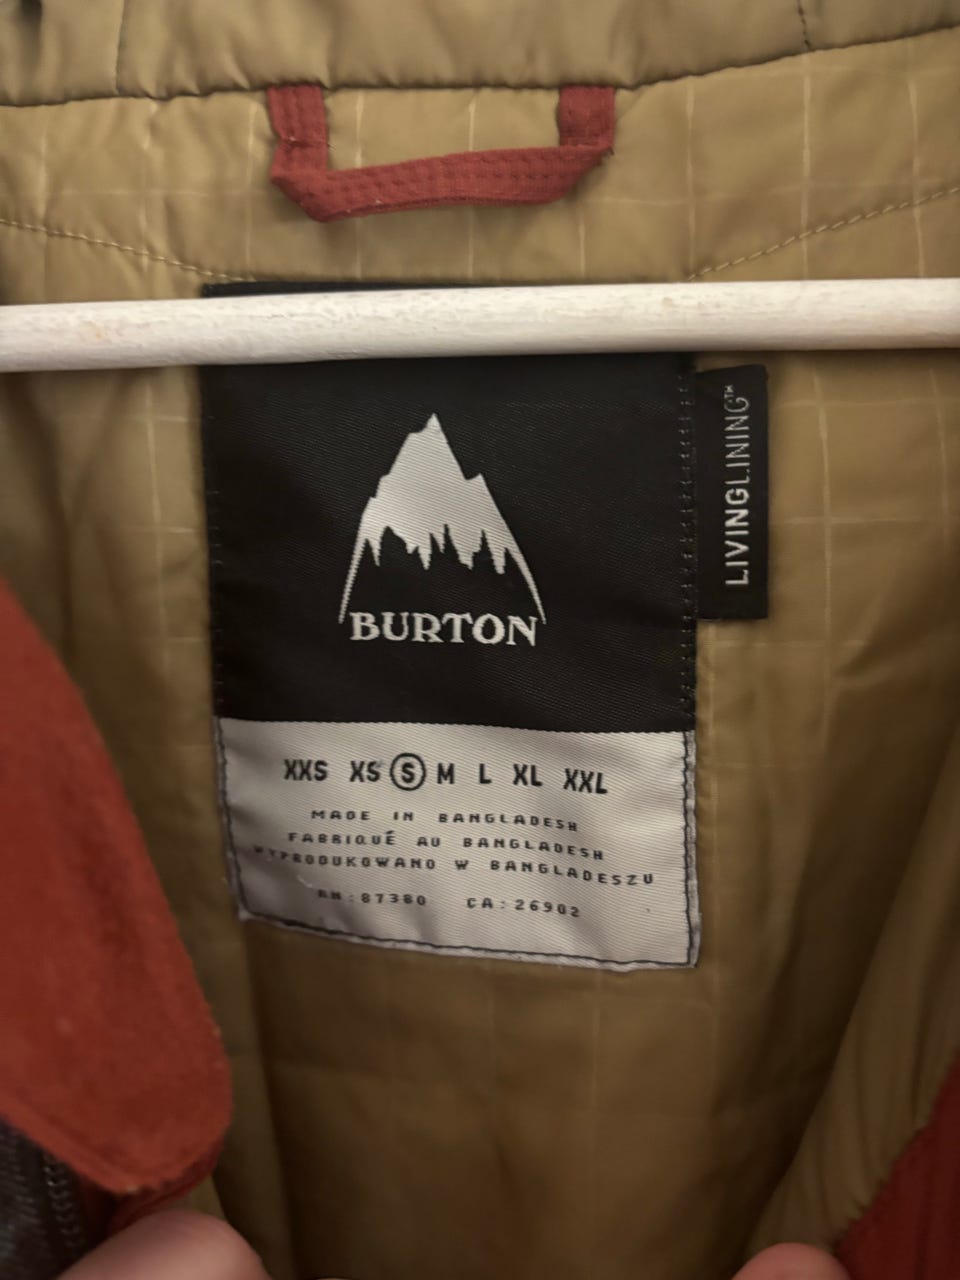 BURTON
LIVINGLINING™
XXS XS S M L XL XXL
MADE IN BANGLADESH
FABRIQUÉ AU BANGLADESH
WYPRODUKOWANO W BANGLADESZU
RN: 87380 CA: 26902